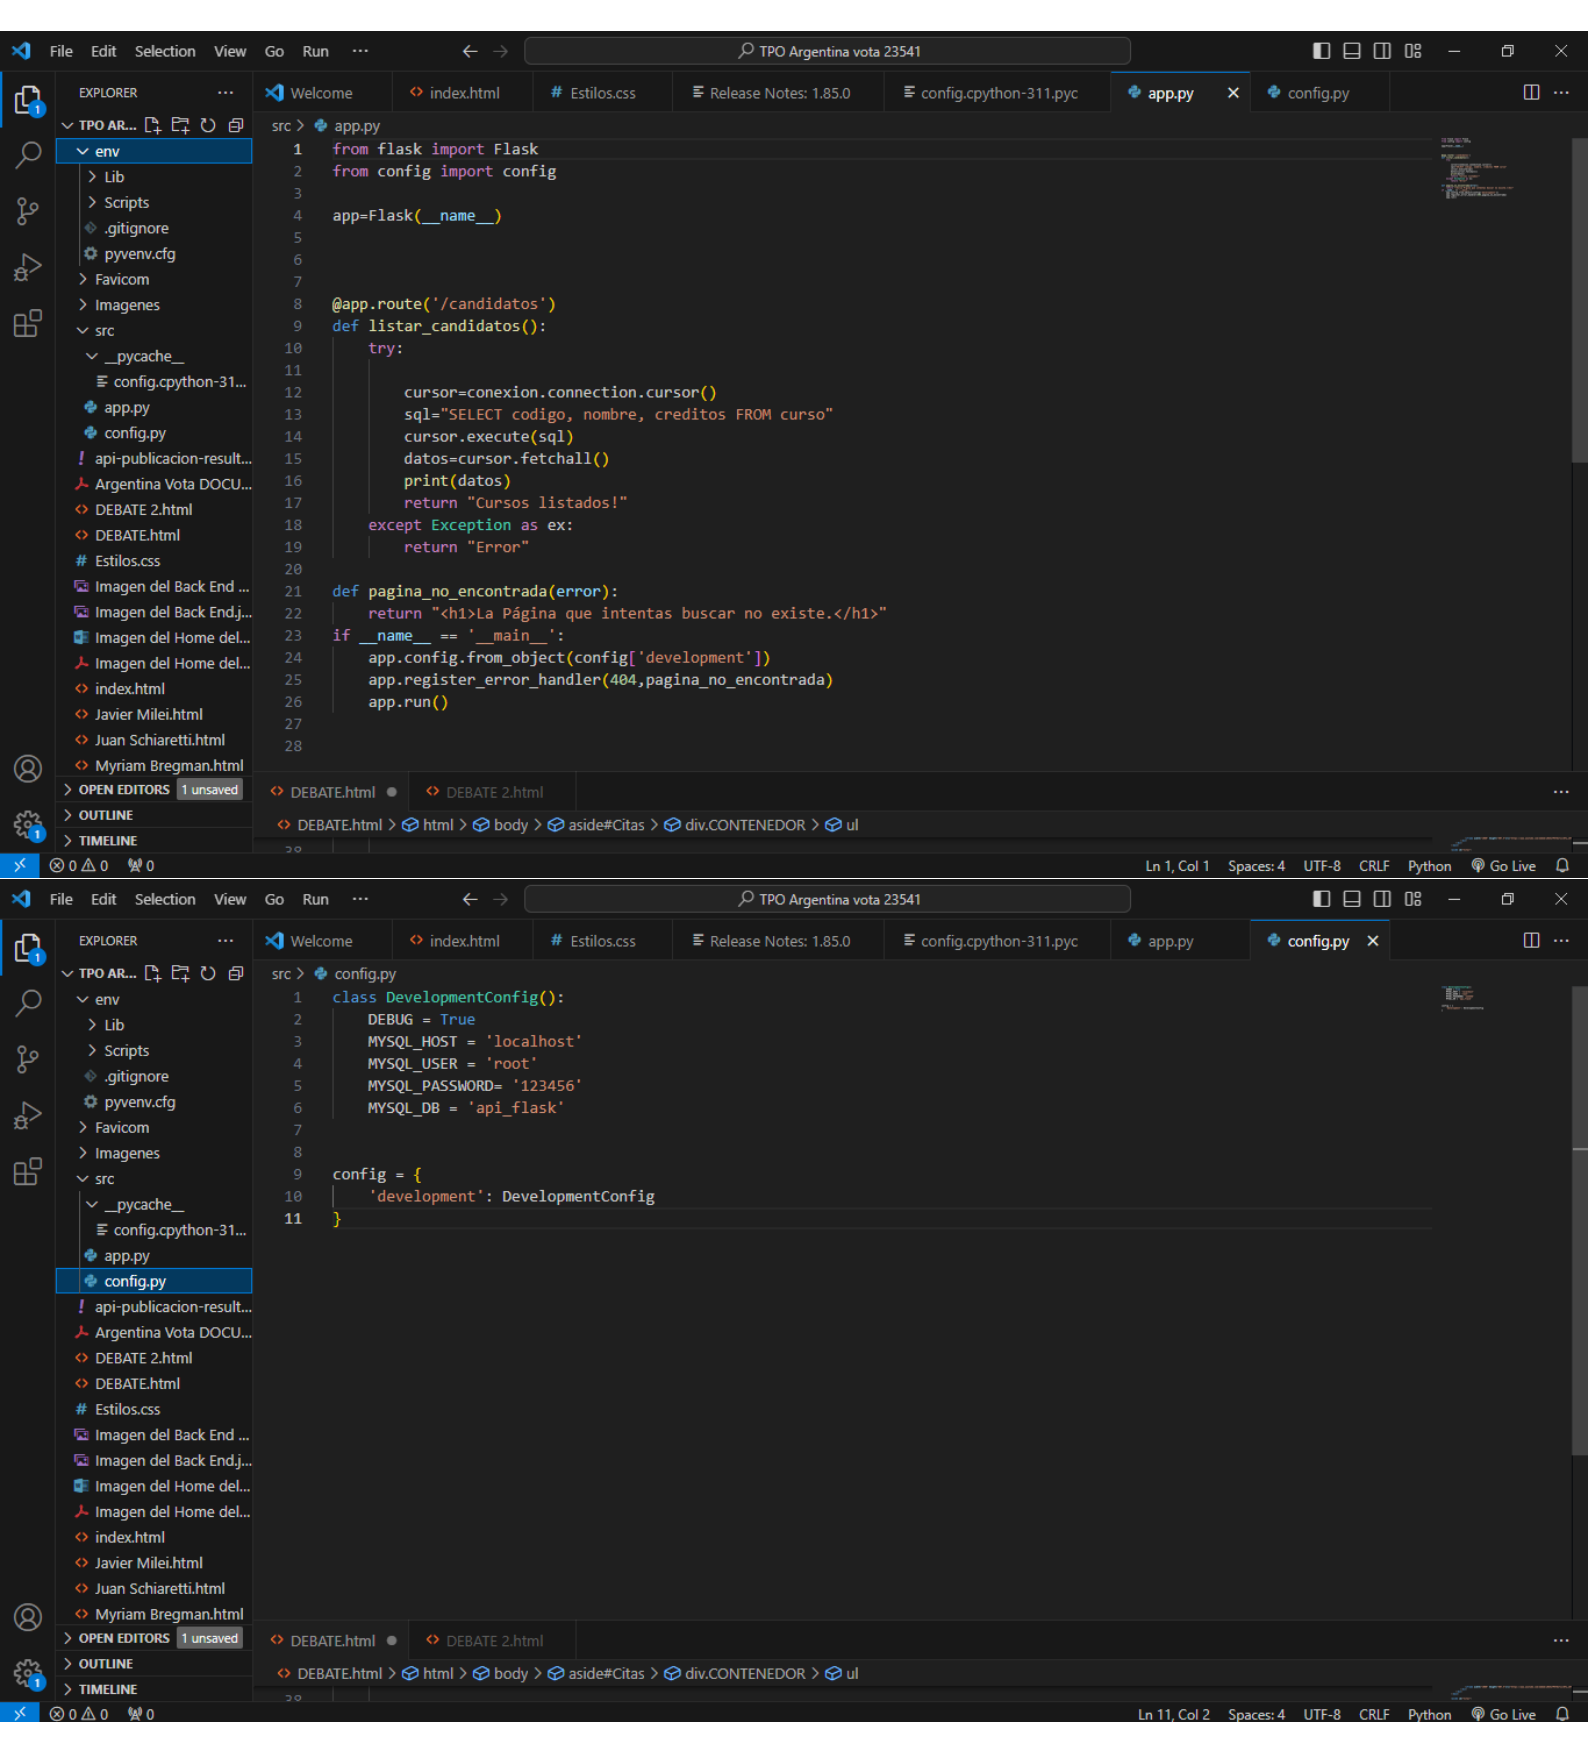 File Edit Selection View Go Run ··· TPO Argentina vota 23541
EXPLORER ··· Welcome index.html # Estilos.css Release Notes: 1.85.0 config.cpython-311.pyc app.py config.py ···
TPO AR... src > app.py
env
Lib
Scripts
.gitignore
pyvenv.cfg
Favicom
Imagenes
src
__pycache__
config.cpython-31...
app.py
config.py
! api-publicacion-result...
Argentina Vota DOCU...
DEBATE 2.html
DEBATE.html
# Estilos.css
Imagen del Back End ...
Imagen del Back End.j...
Imagen del Home del...
Imagen del Home del...
index.html
Javier Milei.html
Juan Schiaretti.html
Myriam Bregman.html
OPEN EDITORS 1 unsaved
OUTLINE
TIMELINE
1 from flask import Flask
2 from config import config
3
4 app=Flask(__name__)
5
6
7
8 @app.route('/candidatos')
9 def listar_candidatos():
10 try:
11
12 cursor=conexion.connection.cursor()
13 sql="SELECT codigo, nombre, creditos FROM curso"
14 cursor.execute(sql)
15 datos=cursor.fetchall()
16 print(datos)
17 return "Cursos listados!"
18 except Exception as ex:
19 return "Error"
20
21 def pagina_no_encontrada(error):
22 return "<h1>La Página que intentas buscar no existe.</h1>"
23 if __name__ == '__main__':
24 app.config.from_object(config['development'])
25 app.register_error_handler(404,pagina_no_encontrada)
26 app.run()
27
28
DEBATE.html DEBATE 2.html ···
DEBATE.html > html > body > aside#Citas > div.CONTENEDOR > ul
0 0 0 Ln 1, Col 1 Spaces: 4 UTF-8 CRLF Python Go Live
File Edit Selection View Go Run ··· TPO Argentina vota 23541
EXPLORER ··· Welcome index.html # Estilos.css Release Notes: 1.85.0 config.cpython-311.pyc app.py config.py ···
TPO AR... src > config.py
env
Lib
Scripts
.gitignore
pyvenv.cfg
Favicom
Imagenes
src
__pycache__
config.cpython-31...
app.py
config.py
! api-publicacion-result...
Argentina Vota DOCU...
DEBATE 2.html
DEBATE.html
# Estilos.css
Imagen del Back End ...
Imagen del Back End.j...
Imagen del Home del...
Imagen del Home del...
index.html
Javier Milei.html
Juan Schiaretti.html
Myriam Bregman.html
OPEN EDITORS 1 unsaved
OUTLINE
TIMELINE
1 class DevelopmentConfig():
2 DEBUG = True
3 MYSQL_HOST = 'localhost'
4 MYSQL_USER = 'root'
5 MYSQL_PASSWORD= '123456'
6 MYSQL_DB = 'api_flask'
7
8
9 config = {
10 'development': DevelopmentConfig
11 }
DEBATE.html DEBATE 2.html ···
DEBATE.html > html > body > aside#Citas > div.CONTENEDOR > ul
0 0 0 Ln 11, Col 2 Spaces: 4 UTF-8 CRLF Python Go Live